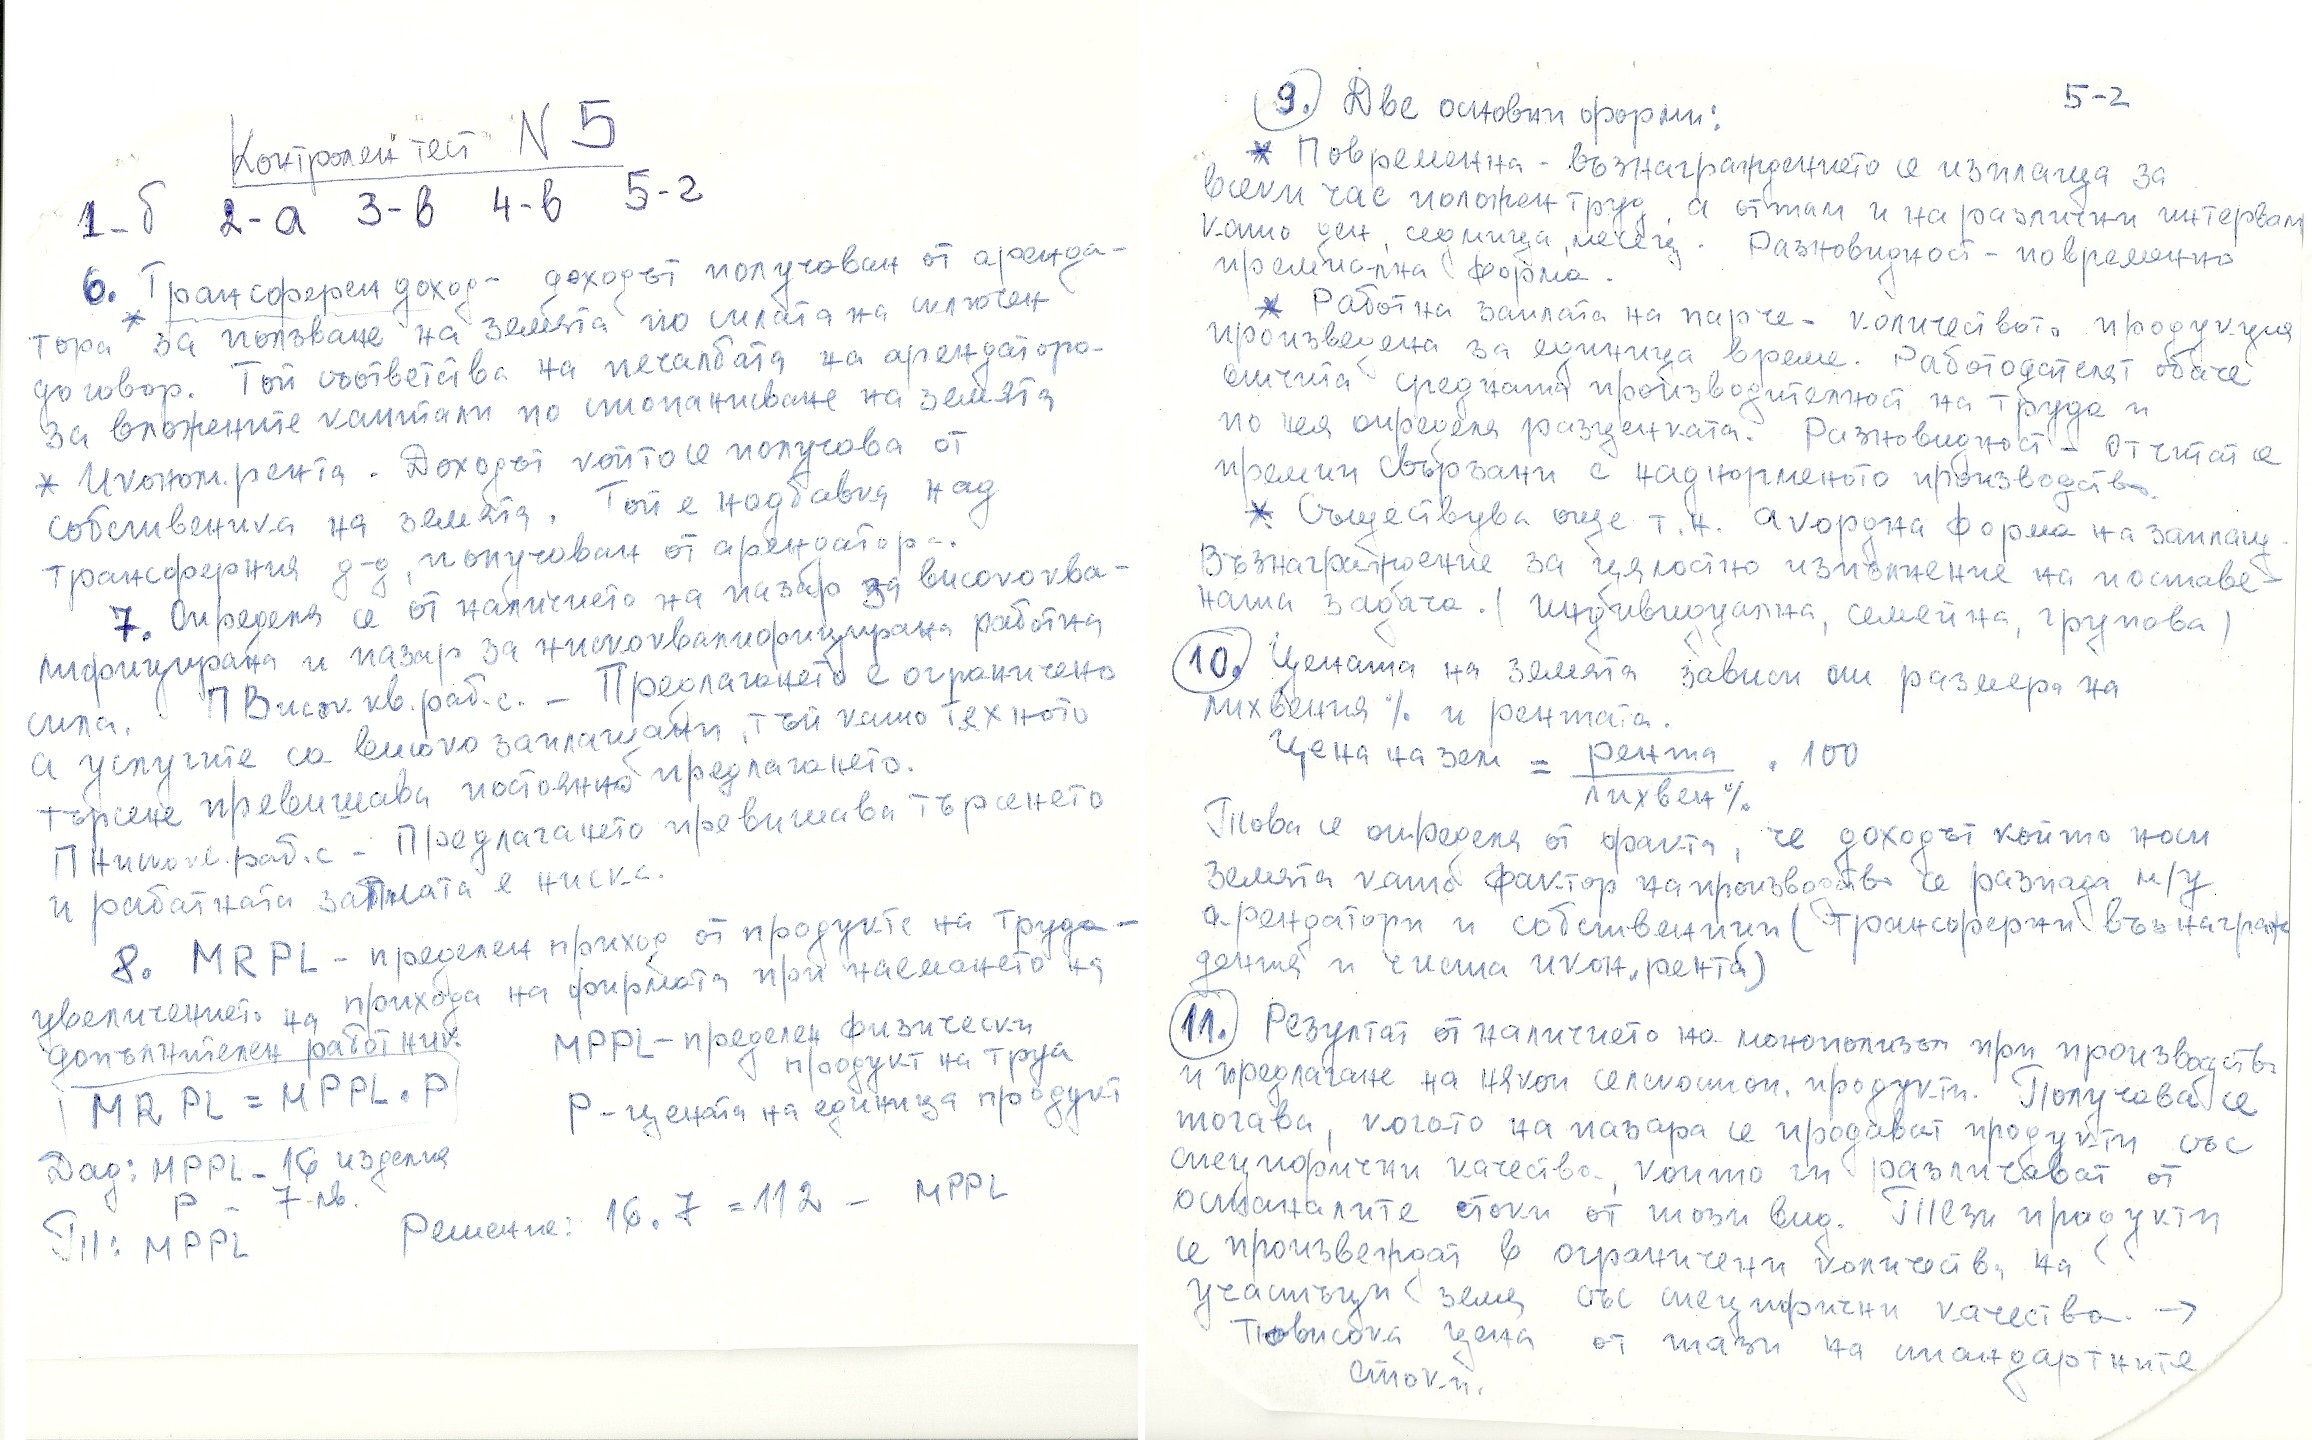 Контролен тест N 5
1-б 2-а 3-в 4-в 5-г
6. Трансферен доход - доходът получаван от аренда-
тора за ползване на земята по силата на сключен
договор. Той съответства на печалбата на арендатора
за вложените капитали по стопанисване на земята
* Иконом. рента. Доходът който се получава от
собственика на земята. Той е надбавка над
трансферния д-д, получаван от арендатора.
7. Определя се от наличието на пазар за висококва-
лифицирана и пазар за нискоквалифицирана работна
сила. П Висок.кв.раб.с. - Предлагането е ограничено
а услугите са високо заплащани, тъй като тяхното
търсене превишава постоянно предлагането.
П Нискокв.раб.с - Предлагането превишава търсенето
и работната заплата е ниска.
8. MRPL - пределен приход от продукта на труда -
увеличението на прихода на фирмата при наемането на
допълнителен работник. MPPL - пределен физически
продукт на труа
MRPL = MPPL . P P - цената на единица продукт
Дад: MPPL - 16 изделия
P - 7 лв.
ТП: MPPL Решение: 16 . 7 = 112 - MPPL
5-2
9. Две основни форми:
* Повременна - възнаграждението се изплаща за
всеки час положен труд, а оттам и на различни интервали
като ден, седмица, месец. Разновидност - повременно
премиална форма.
* Работна заплата на парче - количеството продукция
произведена за единица време. Работодателят обаче
отчита средната производителност на труда и
по нея определя разценката. Разновидност - Отчитат се
премии свързани с наднорменото производство.
* Съществува още т.н. акордна форма на заплащ.
Възнаграждение за цялостно изпълнение на поставе-
ната задача. (индивидуална, семейна, групова)
10. Цената на земята зависи от размера на
лихвения % и рентата.
Цена на зем = рента / лихвен % . 100
Това се определя от факта, че доходът който носи
земята като фактор на производство се разпада м/у
арендатори и собственици (трансферни възнаграж
дения и чиста икон. рента)
11. Резултат от наличието на монополизъм при производство
и предлагане на някои селскостоп. продукти. Получава се
тогава, когато на пазара се продават продукти със
специфични качества, които ги различават от
останалите стоки от този вид. Тези продукти
се произвеждат в ограничени количества на
участъци земя със специфични качества →
По висока цена от тази на стандартните
стоки.